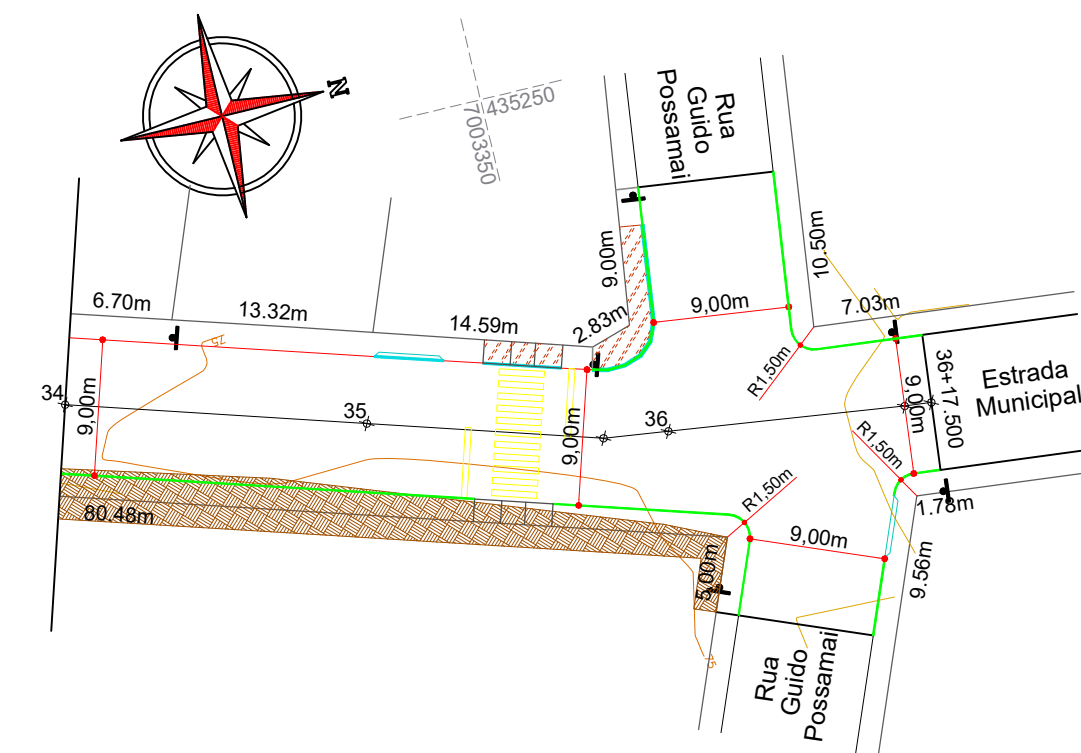 N
435250
7003350
Rua
Guido
Possamai
6.70m
13.32m
14.59m
2.83m
9.00m
9,00m
10.50m
7.03m
R1,50m
75
34
9,00m
35
9,00m
36
9,00m
36+17.500
Estrada
Municipal
R1,50m
R1,50m
1.78m
80.48m
5,00m
9,00m
9.56m
75
Rua
Guido
Possamai